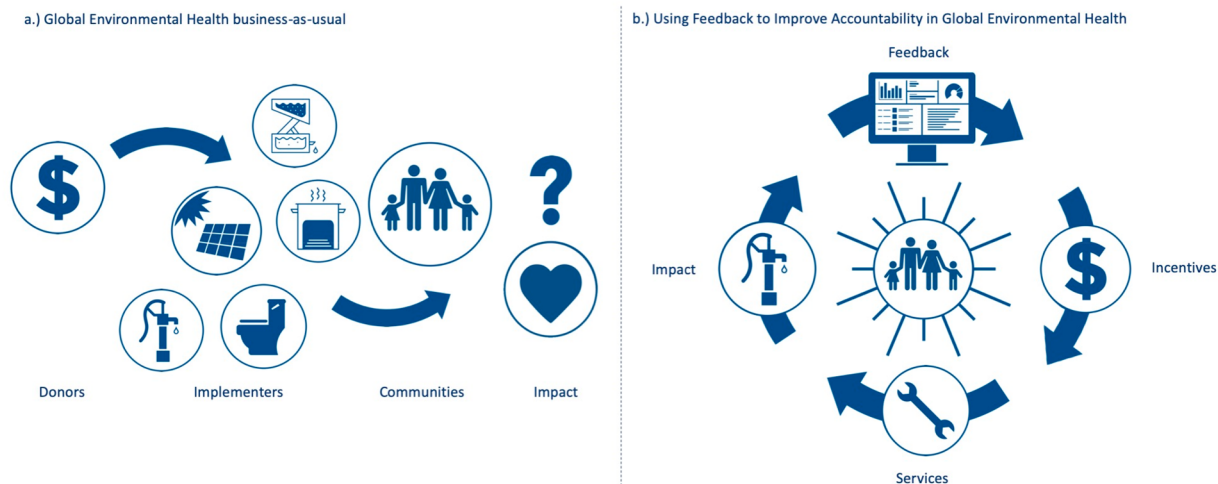 a.) Global Environmental Health business-as-usual
$
?
Donors
Implementers
Communities
Impact
b.) Using Feedback to Improve Accountability in Global Environmental Health
Feedback
Impact
$
Incentives
Services